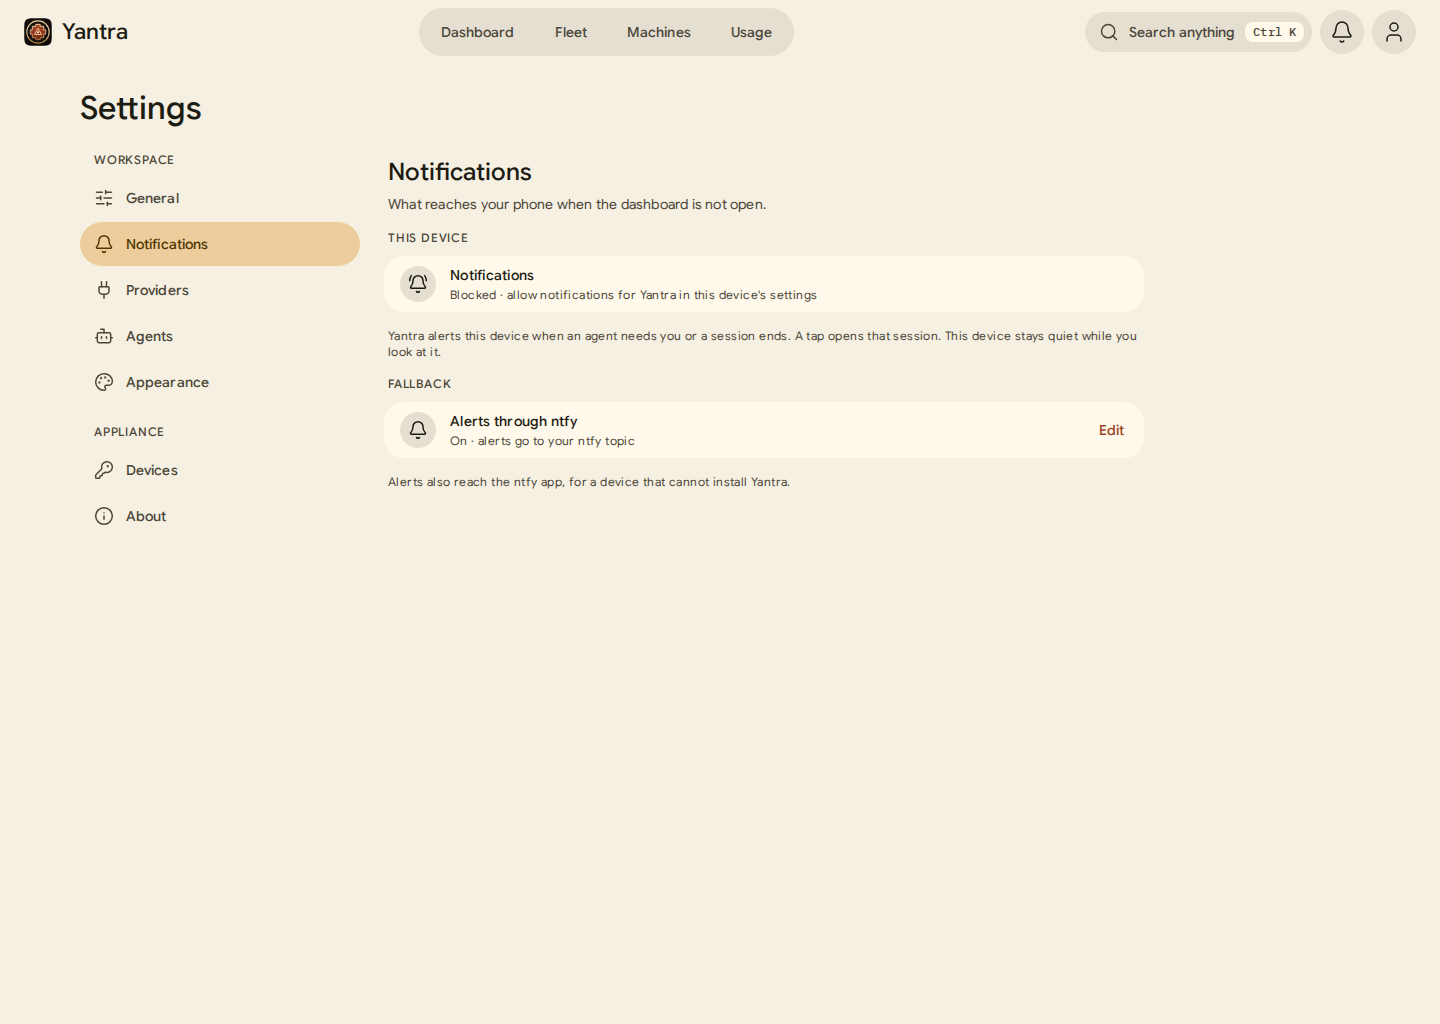 Yantra
Dashboard
Fleet
Machines
Usage
Search anything
Ctrl K
Settings
WORKSPACE
General
Notifications
Providers
Agents
Appearance
APPLIANCE
Devices
About
Notifications
What reaches your phone when the dashboard is not open.
THIS DEVICE
Notifications
Blocked · allow notifications for Yantra in this device's settings
Yantra alerts this device when an agent needs you or a session ends. A tap opens that session. This device stays quiet while you
look at it.
FALLBACK
Alerts through ntfy
On · alerts go to your ntfy topic
Edit
Alerts also reach the ntfy app, for a device that cannot install Yantra.